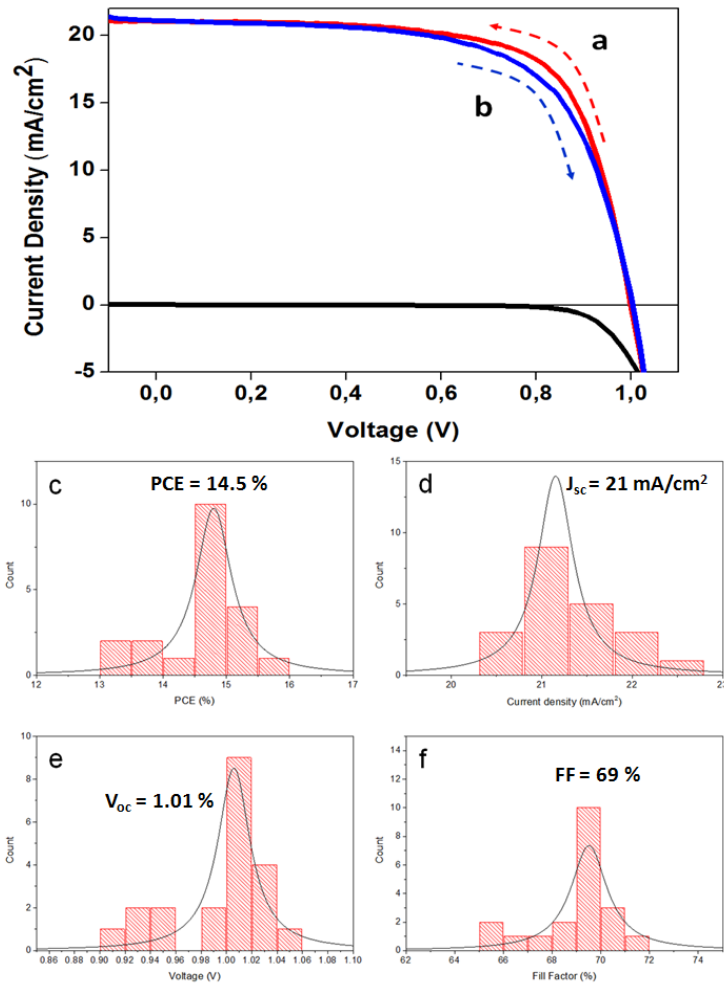 20
15
10
5
0
-5
Current Density (mA/cm²)
a
b
0,0 0,2 0,4 0,6 0,8 1,0
Voltage (V)
c
PCE = 14.5 %
10
5
0
Count
12 13 14 15 16 17
PCE (%)
d
Jsc = 21 mA/cm²
15
10
5
0
Count
20 21 22 23
Current density (mA/cm²)
e
Voc = 1.01 %
10
8
6
4
2
0
Count
0.86 0.88 0.90 0.92 0.94 0.96 0.98 1.00 1.02 1.04 1.06 1.08 1.10
Voltage (V)
f
FF = 69 %
14
12
10
8
6
4
2
0
Count
62 64 66 68 70 72 74
Fill Factor (%)